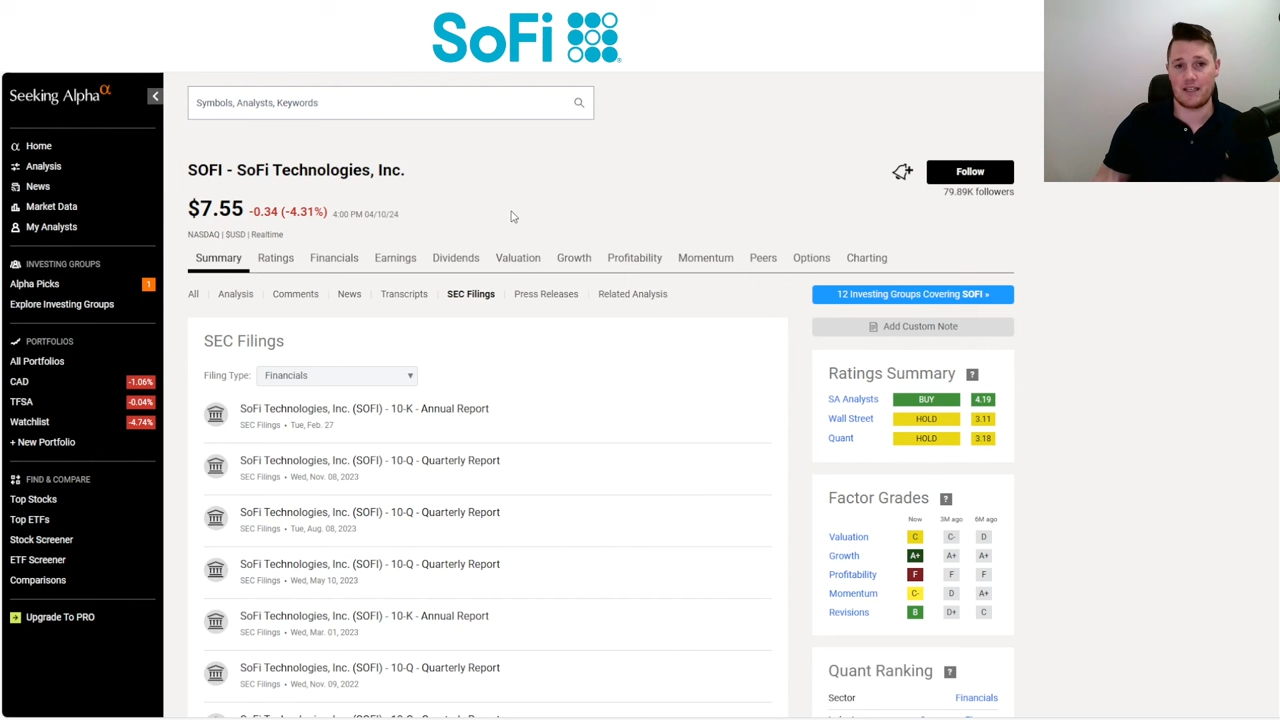 SoFi
Seeking Alpha α
Symbols, Analysts, Keywords
Home
Analysis
News
Market Data
My Analysts
INVESTING GROUPS
Alpha Picks 1
Explore Investing Groups
PORTFOLIOS
All Portfolios
CAD -1.06%
TFSA -0.04%
Watchlist -4.74%
+ New Portfolio
FIND & COMPARE
Top Stocks
Top ETFs
Stock Screener
ETF Screener
Comparisons
Upgrade To PRO
SOFI - SoFi Technologies, Inc.
Follow
79.89K followers
$7.55 -0.34 (-4.31%) 4:00 PM 04/10/24
NASDAQ | $USD | Realtime
Summary Ratings Financials Earnings Dividends Valuation Growth Profitability Momentum Peers Options Charting
All Analysis Comments News Transcripts SEC Filings Press Releases Related Analysis
SEC Filings
Filing Type: Financials
SoFi Technologies, Inc. (SOFI) - 10-K - Annual Report
SEC Filings • Tue, Feb. 27
SoFi Technologies, Inc. (SOFI) - 10-Q - Quarterly Report
SEC Filings • Wed, Nov. 08, 2023
SoFi Technologies, Inc. (SOFI) - 10-Q - Quarterly Report
SEC Filings • Tue, Aug. 08, 2023
SoFi Technologies, Inc. (SOFI) - 10-Q - Quarterly Report
SEC Filings • Wed, May 10, 2023
SoFi Technologies, Inc. (SOFI) - 10-K - Annual Report
SEC Filings • Wed, Mar. 01, 2023
SoFi Technologies, Inc. (SOFI) - 10-Q - Quarterly Report
SEC Filings • Wed, Nov 09, 2022
12 Investing Groups Covering SOFI »
Add Custom Note
Ratings Summary ?
SA Analysts BUY 4.19
Wall Street HOLD 3.11
Quant HOLD 3.18
Factor Grades ?
Now 3M ago 6M ago
Valuation C C- D
Growth A+ A+ A+
Profitability F F F
Momentum C- D A+
Revisions B D+ C
Quant Ranking ?
Sector Financials